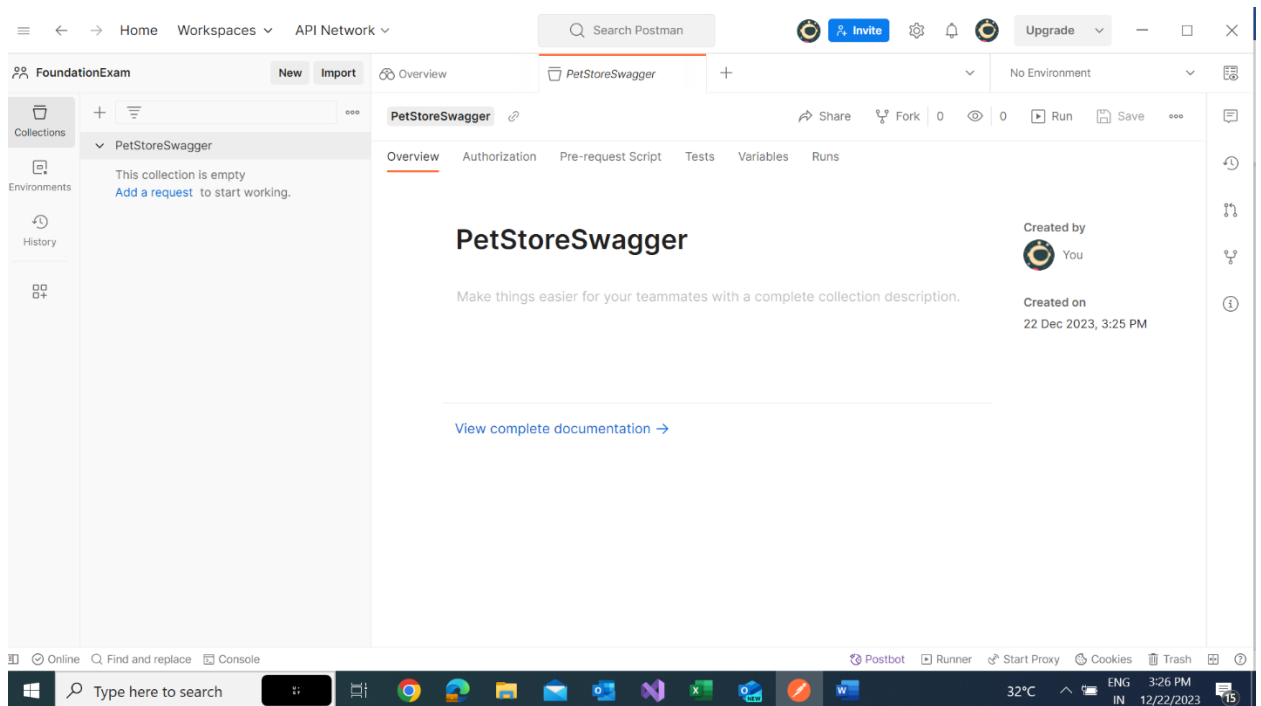 Home Workspaces API Network Search Postman Invite Upgrade
FoundationExam New Import Overview PetStoreSwagger No Environment
Collections
Environments
History
PetStoreSwagger
This collection is empty
Add a request to start working.
PetStoreSwagger Share Fork 0 0 Run Save
Overview Authorization Pre-request Script Tests Variables Runs
PetStoreSwagger
Make things easier for your teammates with a complete collection description.
View complete documentation →
Created by
You
Created on
22 Dec 2023, 3:25 PM
Online Find and replace Console Postbot Runner Start Proxy Cookies Trash
Type here to search
32°C ENG 3:26 PM
IN 12/22/2023 15